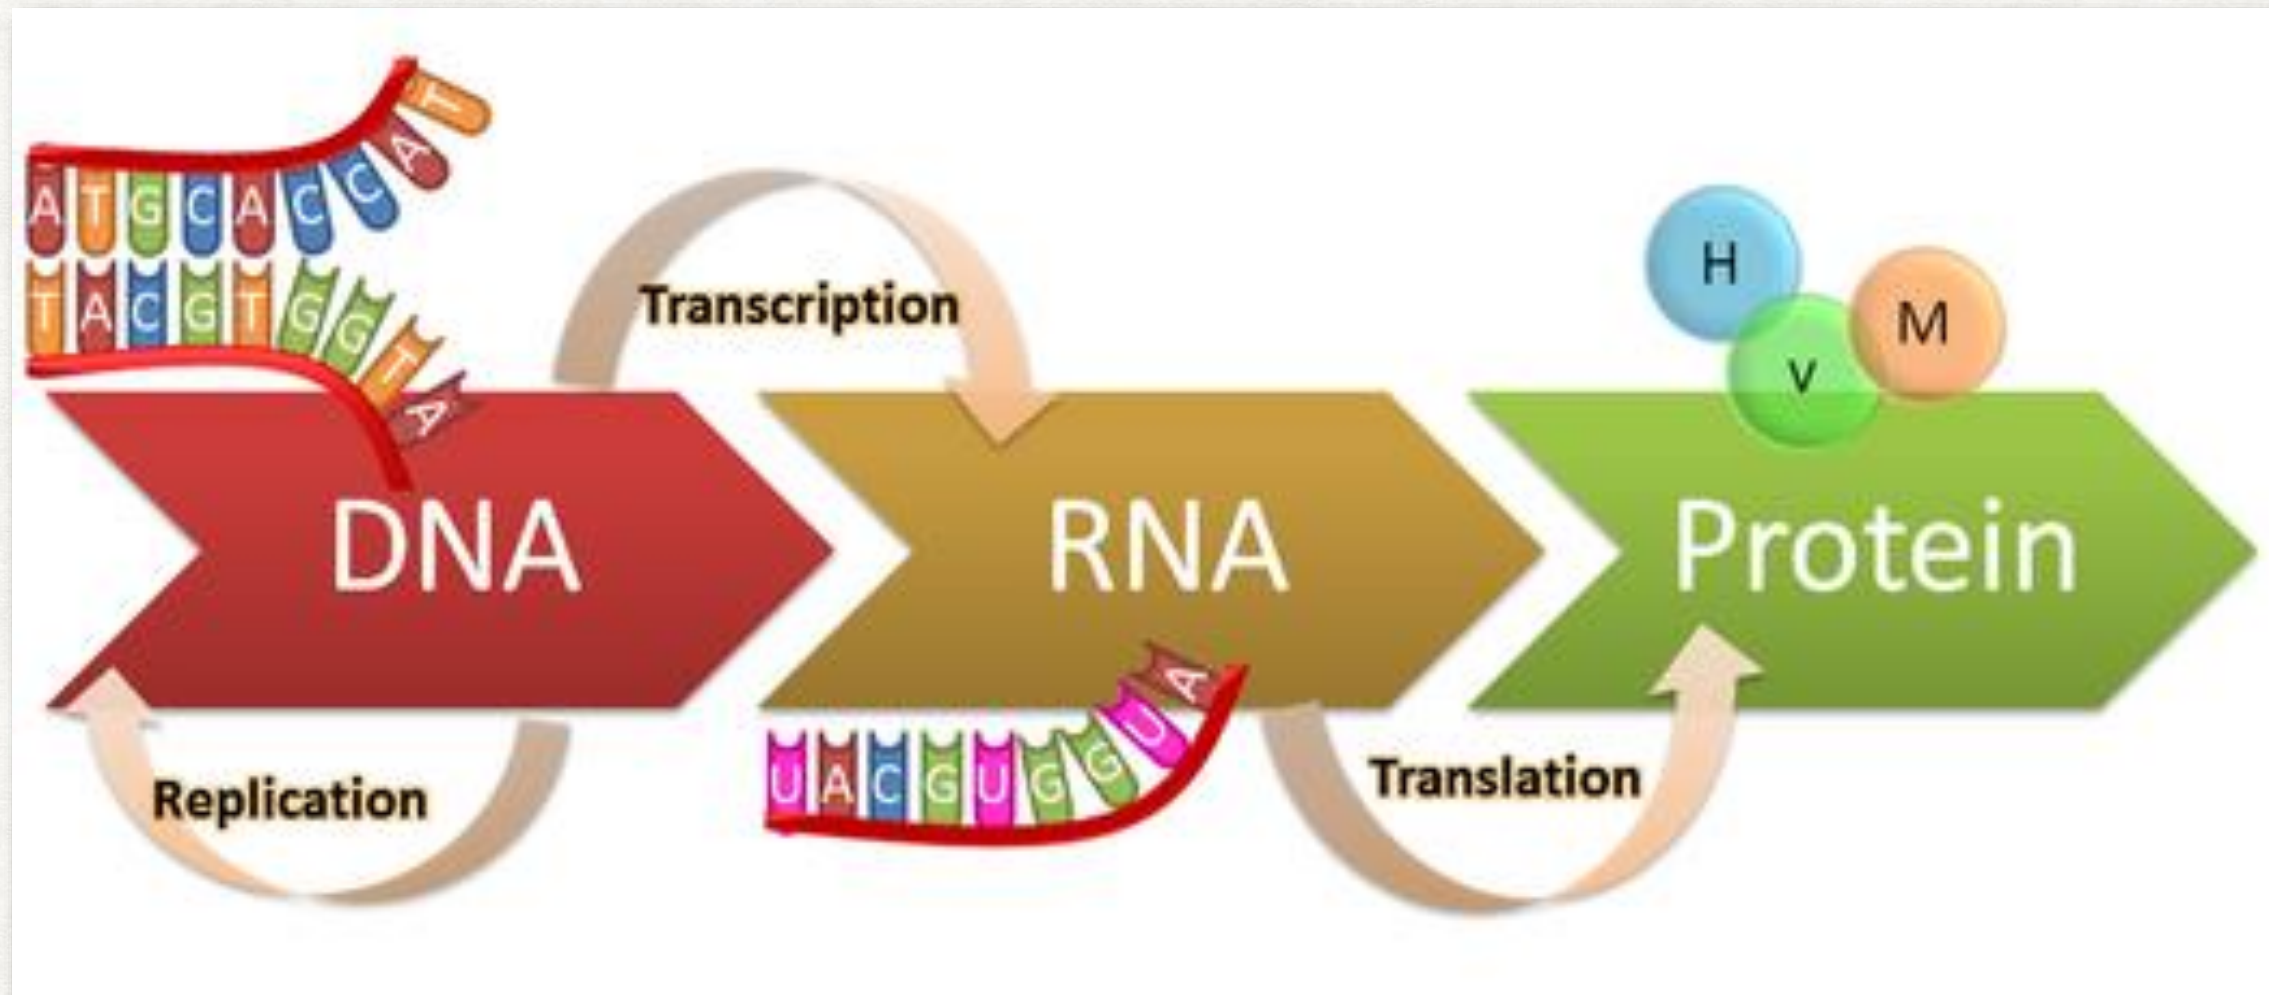 ATGCACCAT
TACGTGGTA
Transcription
H
V
M
DNA
RNA
Protein
Replication
UACGUGGUA
Translation